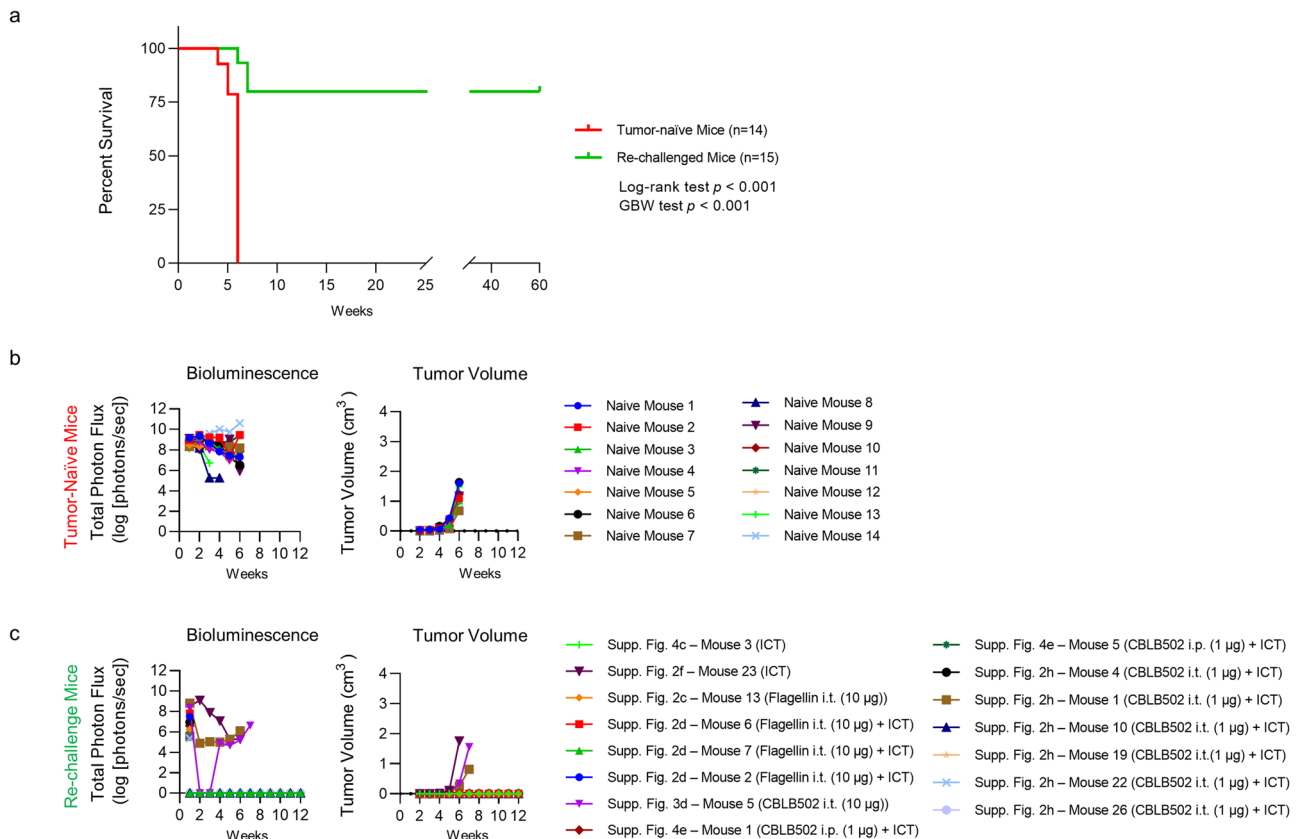 a
Percent Survival
100
75
50
25
0
0 5 10 15 20 25 40 60
Weeks
Tumor-naïve Mice (n=14)
Re-challenged Mice (n=15)
Log-rank test p < 0.001
GBW test p < 0.001
b
Tumor-Naïve Mice
Bioluminescence
Total Photon Flux
(log [photons/sec])
12
10
8
6
4
2
0
0 2 4 6 8 10 12
Weeks
Tumor Volume
Tumor Volume (cm3)
4
3
2
1
0
0 2 4 6 8 10 12
Weeks
Naive Mouse 1
Naive Mouse 2
Naive Mouse 3
Naive Mouse 4
Naive Mouse 5
Naive Mouse 6
Naive Mouse 7
Naive Mouse 8
Naive Mouse 9
Naive Mouse 10
Naive Mouse 11
Naive Mouse 12
Naive Mouse 13
Naive Mouse 14
c
Re-challenge Mice
Bioluminescence
Total Photon Flux
(log [photons/sec])
12
10
8
6
4
2
0
0 2 4 6 8 10 12
Weeks
Tumor Volume
Tumor Volume (cm3)
4
3
2
1
0
0 2 4 6 8 10 12
Weeks
Supp. Fig. 4c – Mouse 3 (ICT)
Supp. Fig. 2f – Mouse 23 (ICT)
Supp. Fig. 2c – Mouse 13 (Flagellin i.t. (10 µg))
Supp. Fig. 2d – Mouse 6 (Flagellin i.t. (10 µg) + ICT)
Supp. Fig. 2d – Mouse 7 (Flagellin i.t. (10 µg) + ICT)
Supp. Fig. 2d – Mouse 2 (Flagellin i.t. (10 µg) + ICT)
Supp. Fig. 3d – Mouse 5 (CBLB502 i.t. (10 µg))
Supp. Fig. 4e – Mouse 1 (CBLB502 i.p. (1 µg) + ICT)
Supp. Fig. 4e – Mouse 5 (CBLB502 i.p. (1 µg) + ICT)
Supp. Fig. 2h – Mouse 4 (CBLB502 i.t. (1 µg) + ICT)
Supp. Fig. 2h – Mouse 1 (CBLB502 i.t. (1 µg) + ICT)
Supp. Fig. 2h – Mouse 10 (CBLB502 i.t. (1 µg) + ICT)
Supp. Fig. 2h – Mouse 19 (CBLB502 i.t.(1 µg) + ICT)
Supp. Fig. 2h – Mouse 22 (CBLB502 i.t. (1 µg) + ICT)
Supp. Fig. 2h – Mouse 26 (CBLB502 i.t. (1 µg) + ICT)